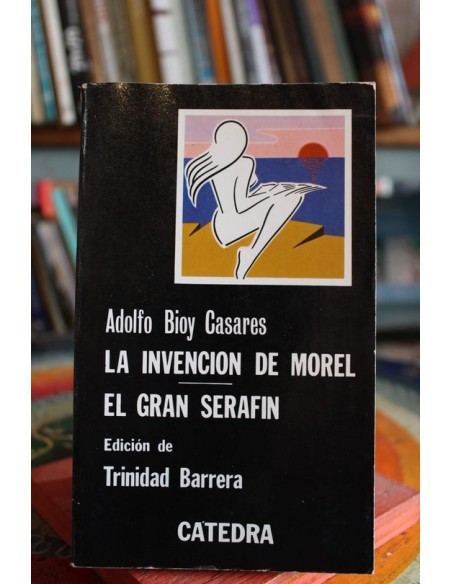 Adolfo Bioy Casares
LA INVENCION DE MOREL
EL GRAN SERAFIN
Edición de
Trinidad Barrera
CATEDRA